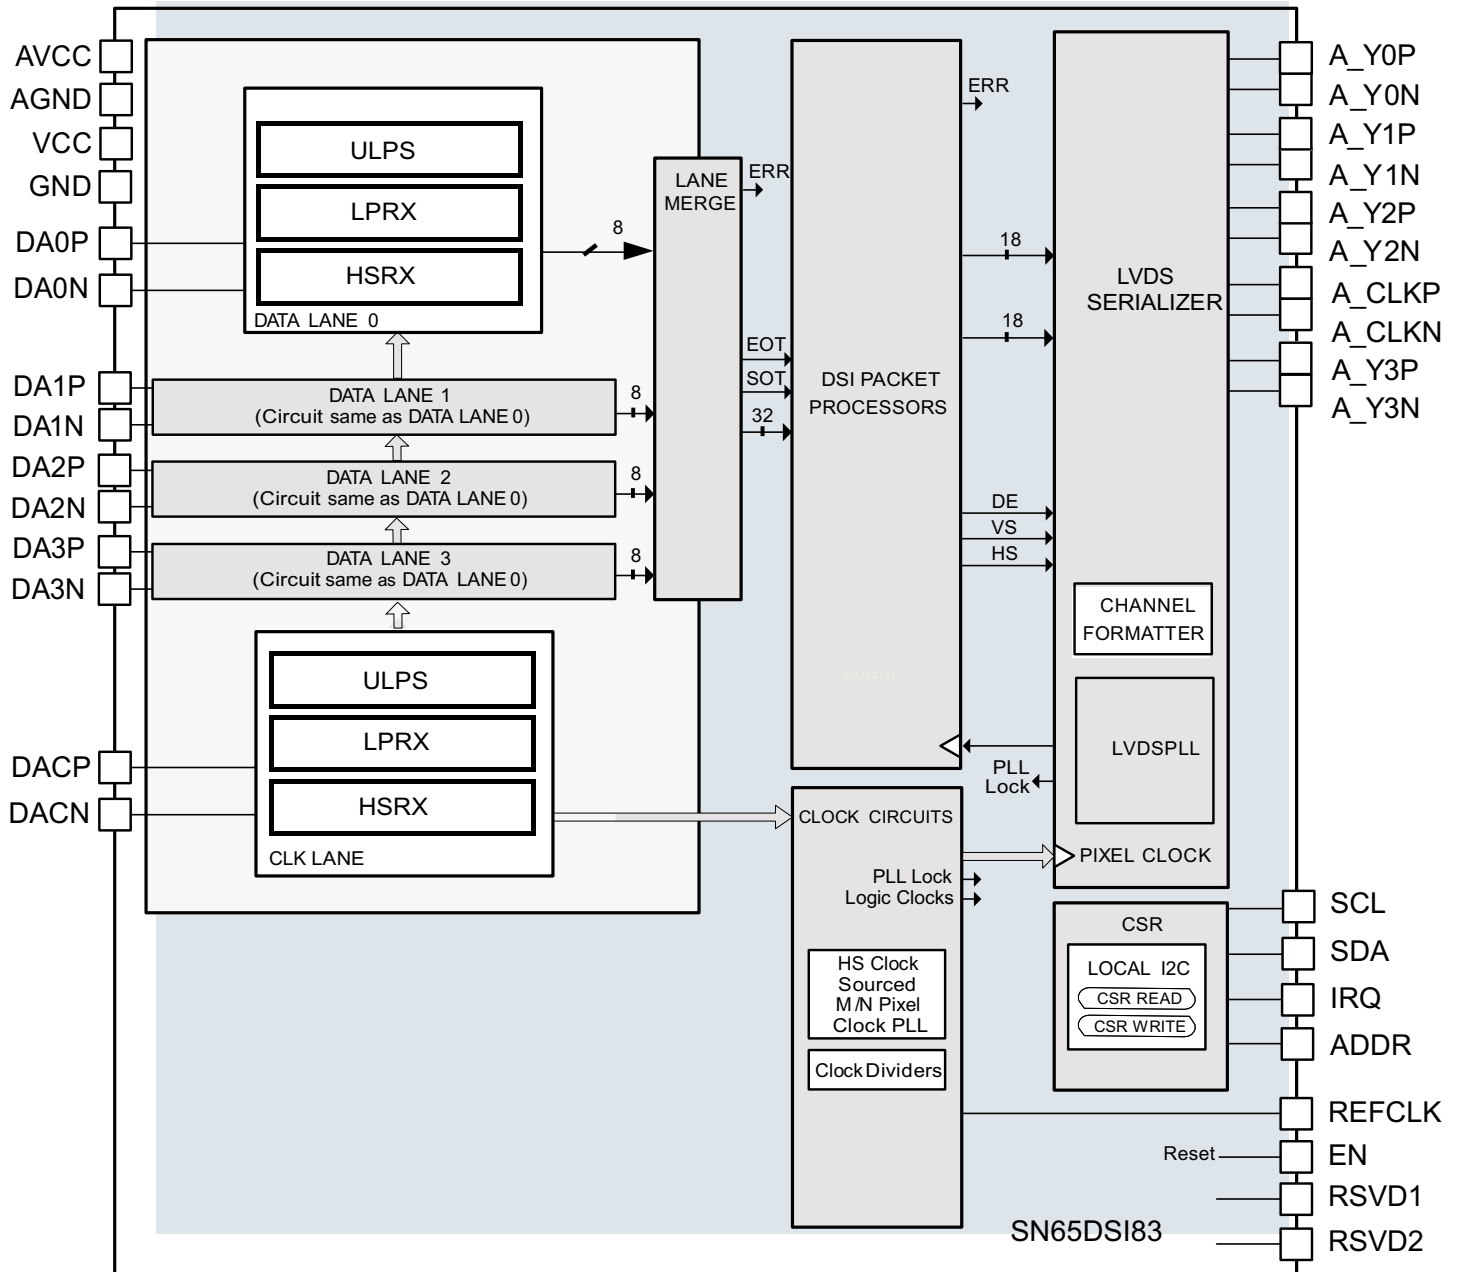 AVCC
AGND
VCC
GND
DA0P
DA0N
DA1P
DA1N
DA2P
DA2N
DA3P
DA3N
DACP
DACN
ULPS
LPRX
HSRX
DATA LANE 0
8
DATA LANE 1
(Circuit same as DATA LANE 0)
8
DATA LANE 2
(Circuit same as DATA LANE 0)
8
DATA LANE 3
(Circuit same as DATA LANE 0)
8
ULPS
LPRX
HSRX
CLK LANE
LANE
MERGE
ERR
EOT
SOT
32
DSI PACKET
PROCESSORS
PARTIAL
ERR
18
18
DE
VS
HS
PLL
Lock
LVDS
SERIALIZER
CHANNEL
FORMATTER
LVDSPLL
PIXEL CLOCK
CLOCK CIRCUITS
PLL Lock
Logic Clocks
HS Clock
Sourced
M/N Pixel
Clock PLL
Clock Dividers
CSR
LOCAL I2C
CSR READ
CSR WRITE
A_Y0P
A_Y0N
A_Y1P
A_Y1N
A_Y2P
A_Y2N
A_CLKP
A_CLKN
A_Y3P
A_Y3N
SCL
SDA
IRQ
ADDR
REFCLK
Reset
EN
RSVD1
RSVD2
SN65DSI83